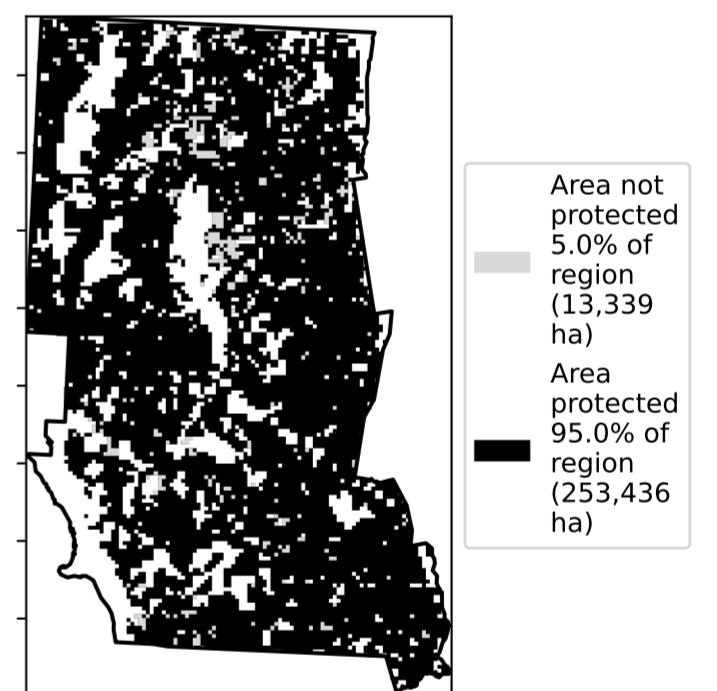 Area not
protected
5.0% of
region
(13,339
ha)
Area
protected
95.0% of
region
(253,436
ha)